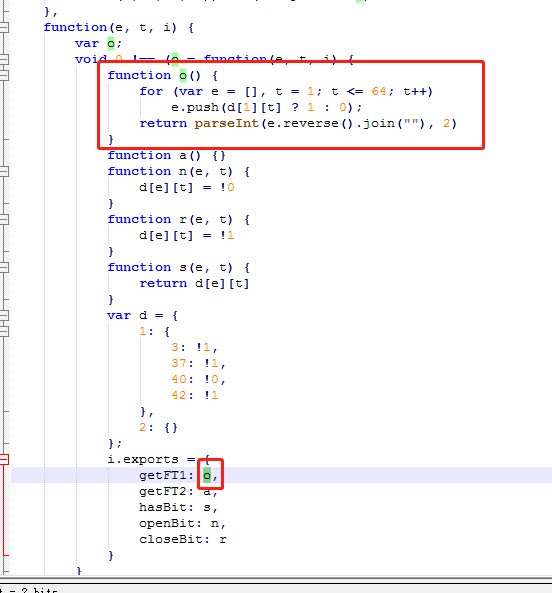 },
function(e, t, i) {
var o;
void 0 !== (o = function(e, t, i) {
function o() {
for (var e = [], t = 1; t <= 64; t++)
e.push(d[1][t] ? 1 : 0);
return parseInt(e.reverse().join(""), 2)
}
function a() {}
function n(e, t) {
d[e][t] = !0
}
function r(e, t) {
d[e][t] = !1
}
function s(e, t) {
return d[e][t]
}
var d = {
1: {
3: !1,
37: !1,
40: !0,
42: !1
},
2: {}
};
i.exports = {
getFT1: o,
getFT2: a,
hasBit: s,
openBit: n,
closeBit: r
}
}